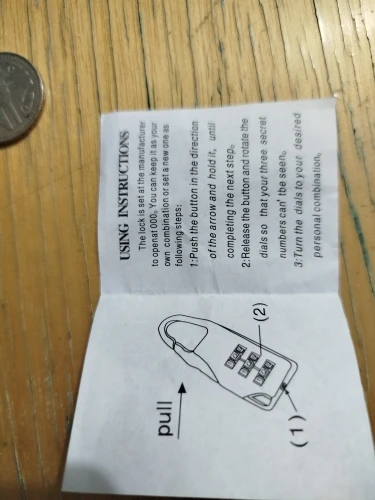 USING INSTRUCTIONS
The lock is set at the manufacturer
to openat 000。You can keep it as your
own combination or set a new one as
following steps:
1:Push the button in the direction
of the arrow and hold it, until
completing the next step。
2:Release the button and rotate the
dials so that your three secret
numbers can' tbe seen。
3:Turn the dials to your desired
personal combination。
pull
(2)
(1)